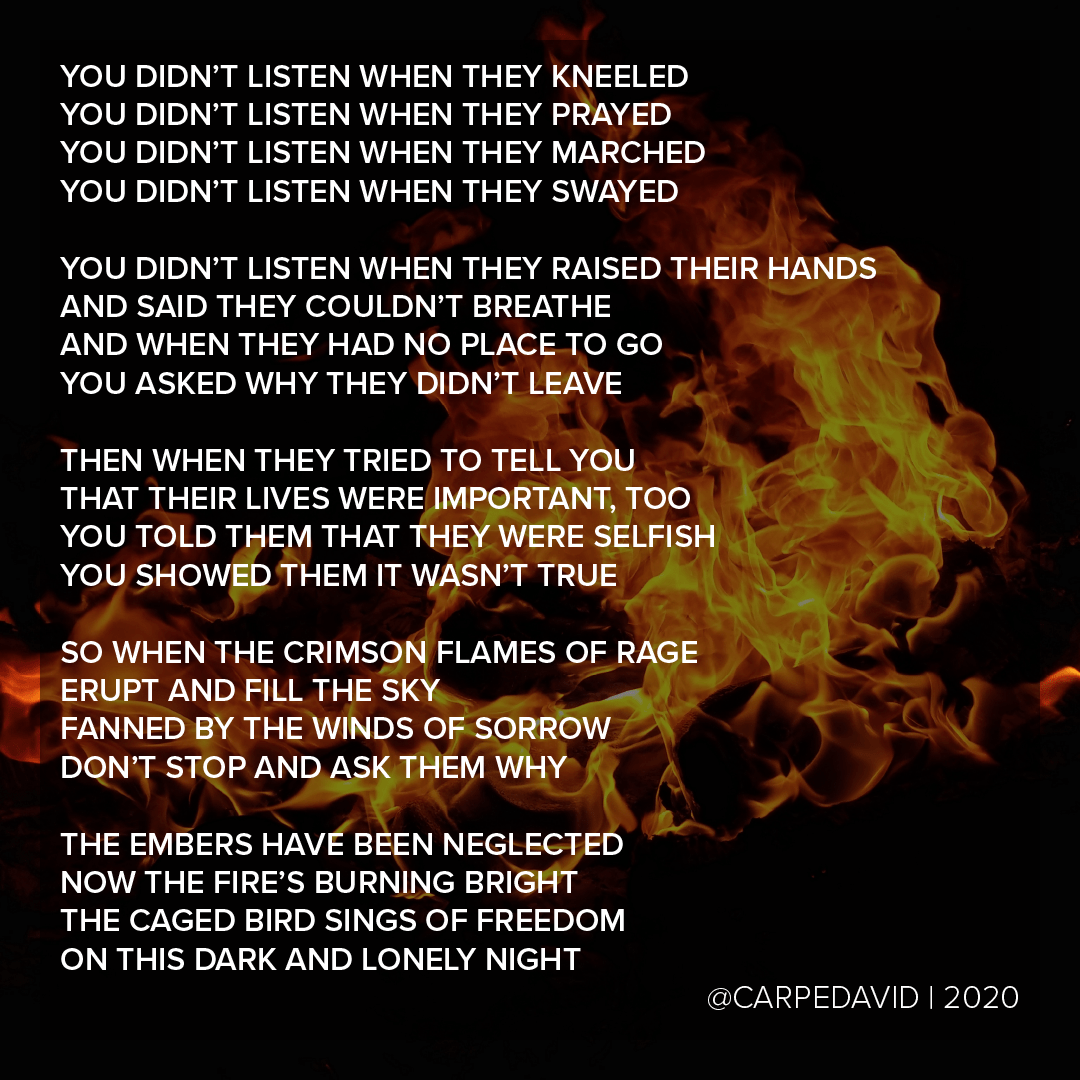 YOU DIDN’T LISTEN WHEN THEY KNEELED
YOU DIDN’T LISTEN WHEN THEY PRAYED
YOU DIDN’T LISTEN WHEN THEY MARCHED
YOU DIDN’T LISTEN WHEN THEY SWAYED
YOU DIDN’T LISTEN WHEN THEY RAISED THEIR HANDS
AND SAID THEY COULDN’T BREATHE
AND WHEN THEY HAD NO PLACE TO GO
YOU ASKED WHY THEY DIDN’T LEAVE
THEN WHEN THEY TRIED TO TELL YOU
THAT THEIR LIVES WERE IMPORTANT, TOO
YOU TOLD THEM THAT THEY WERE SELFISH
YOU SHOWED THEM IT WASN’T TRUE
SO WHEN THE CRIMSON FLAMES OF RAGE
ERUPT AND FILL THE SKY
FANNED BY THE WINDS OF SORROW
DON’T STOP AND ASK THEM WHY
THE EMBERS HAVE BEEN NEGLECTED
NOW THE FIRE’S BURNING BRIGHT
THE CAGED BIRD SINGS OF FREEDOM
ON THIS DARK AND LONELY NIGHT
@CARPEDAVID | 2020